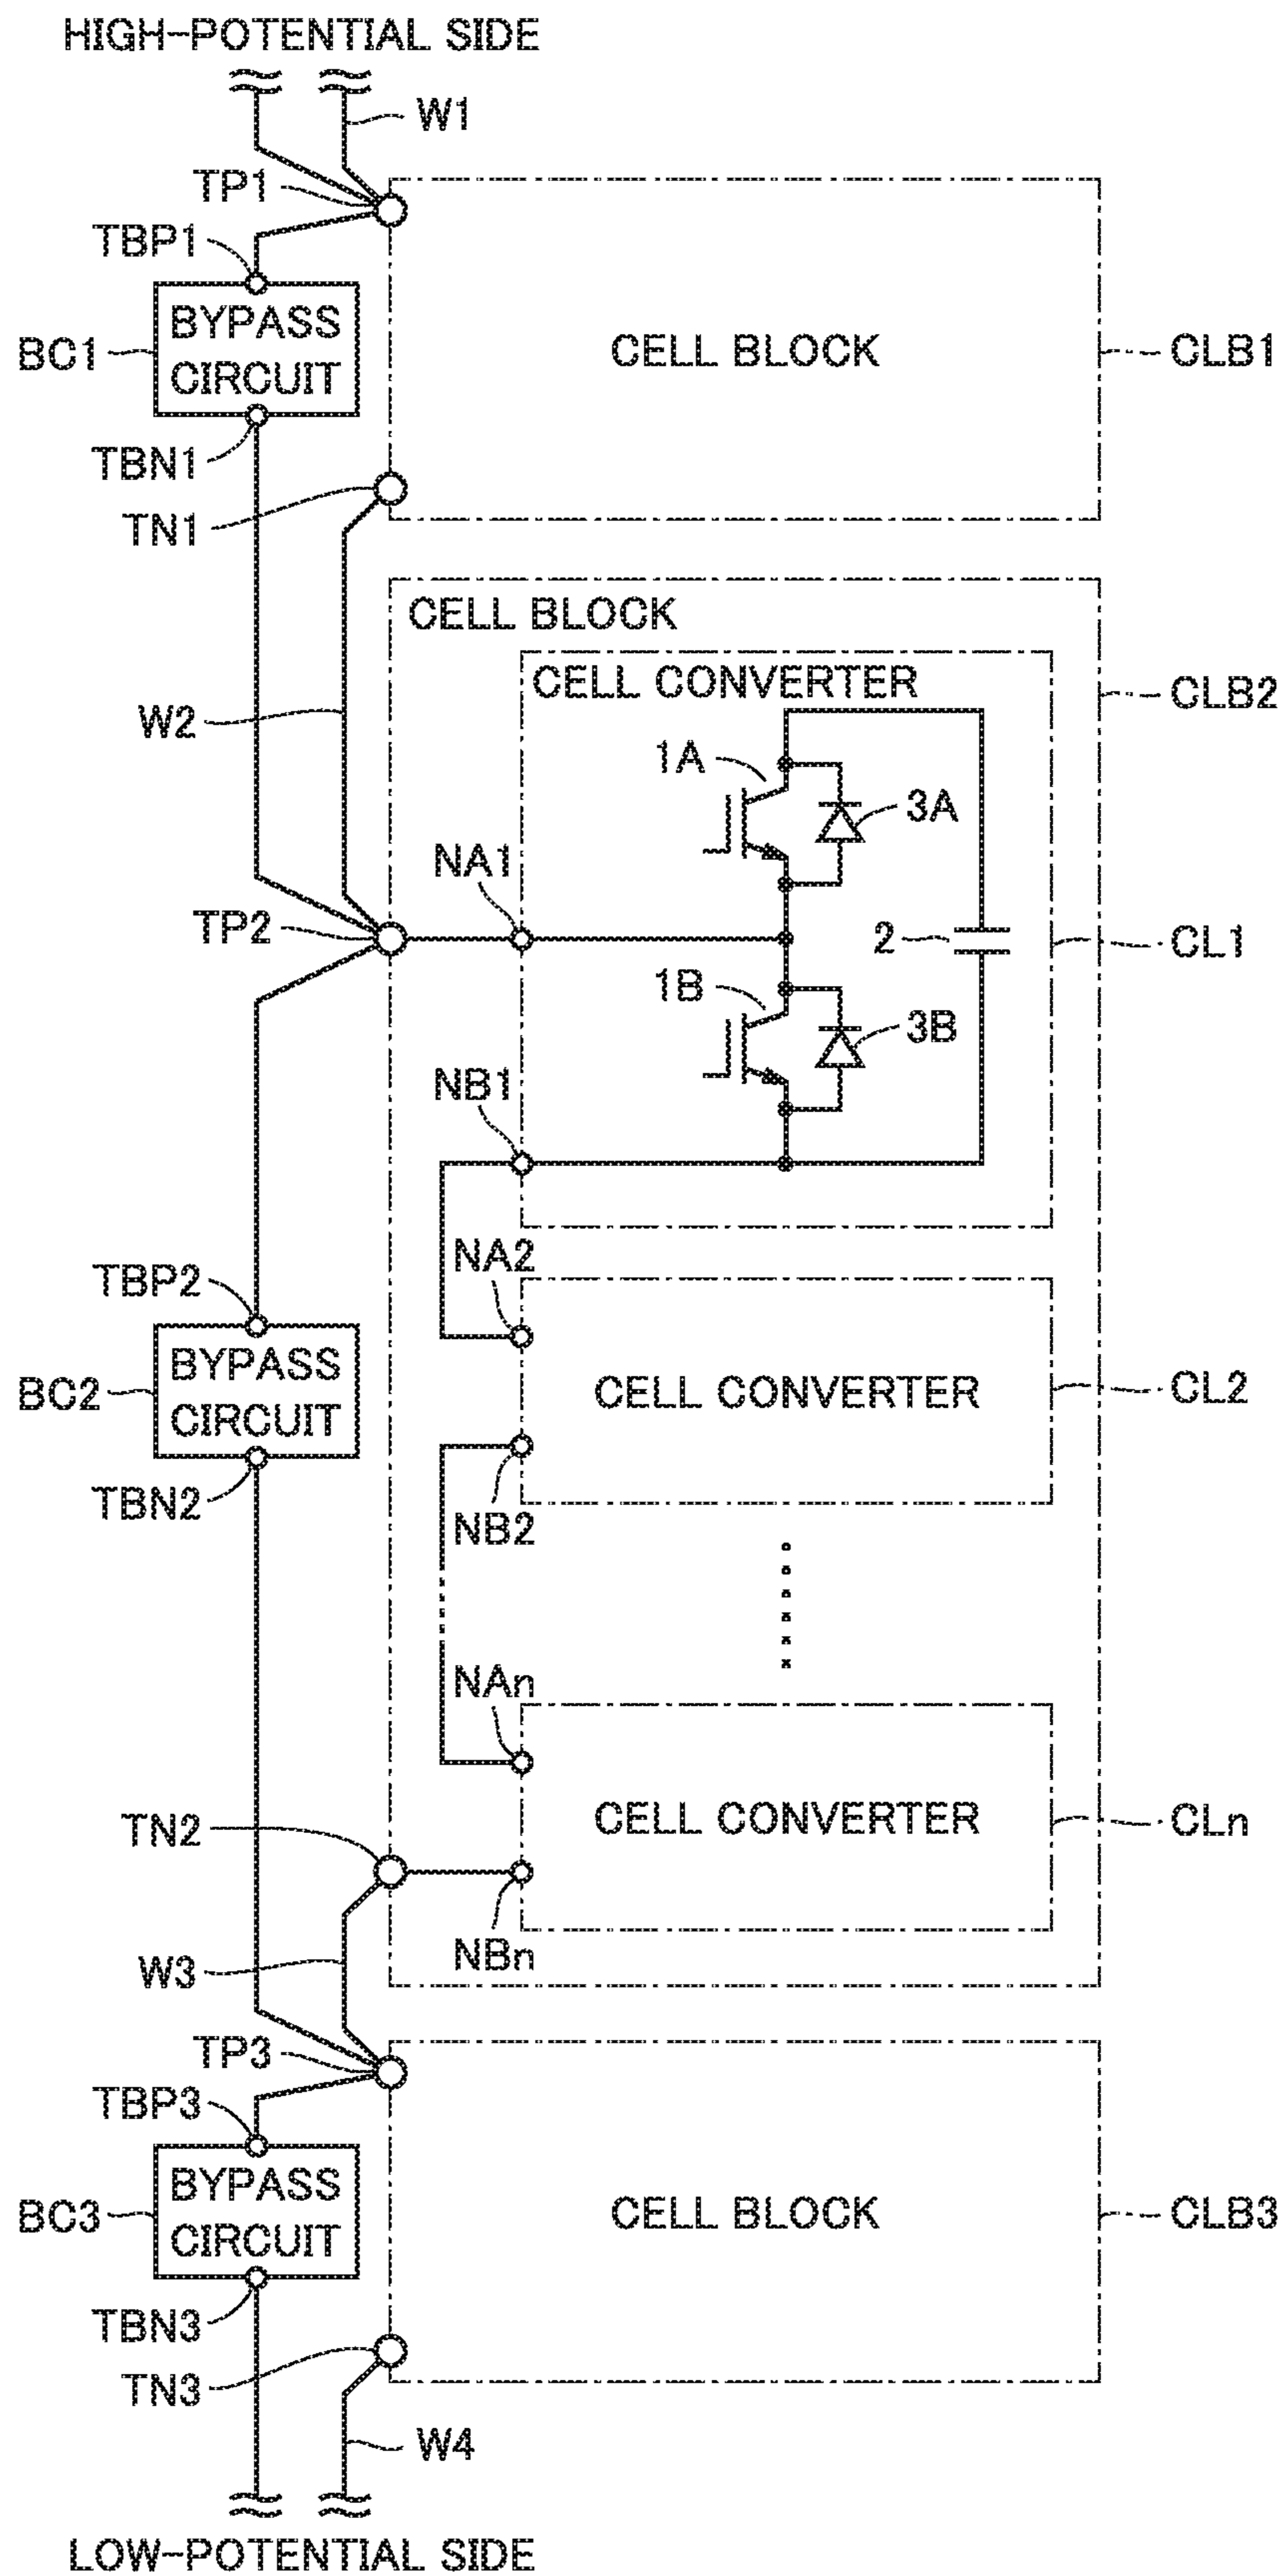 HIGH-POTENTIAL SIDE
W1
TP1
TBP1
BYPASS
CIRCUIT
BC1
CELL BLOCK
CLB1
TBN1
TN1
CELL BLOCK
CELL CONVERTER
CLB2
W2
1A
3A
NA1
TP2
2
CL1
1B
3B
NB1
NA2
TBP2
BYPASS
CIRCUIT
BC2
CELL CONVERTER
CL2
TBN2
NB2
NAn
TN2
CELL CONVERTER
CLn
NBn
W3
TP3
TBP3
BYPASS
CIRCUIT
BC3
CELL BLOCK
CLB3
TBN3
TN3
W4
LOW-POTENTIAL SIDE